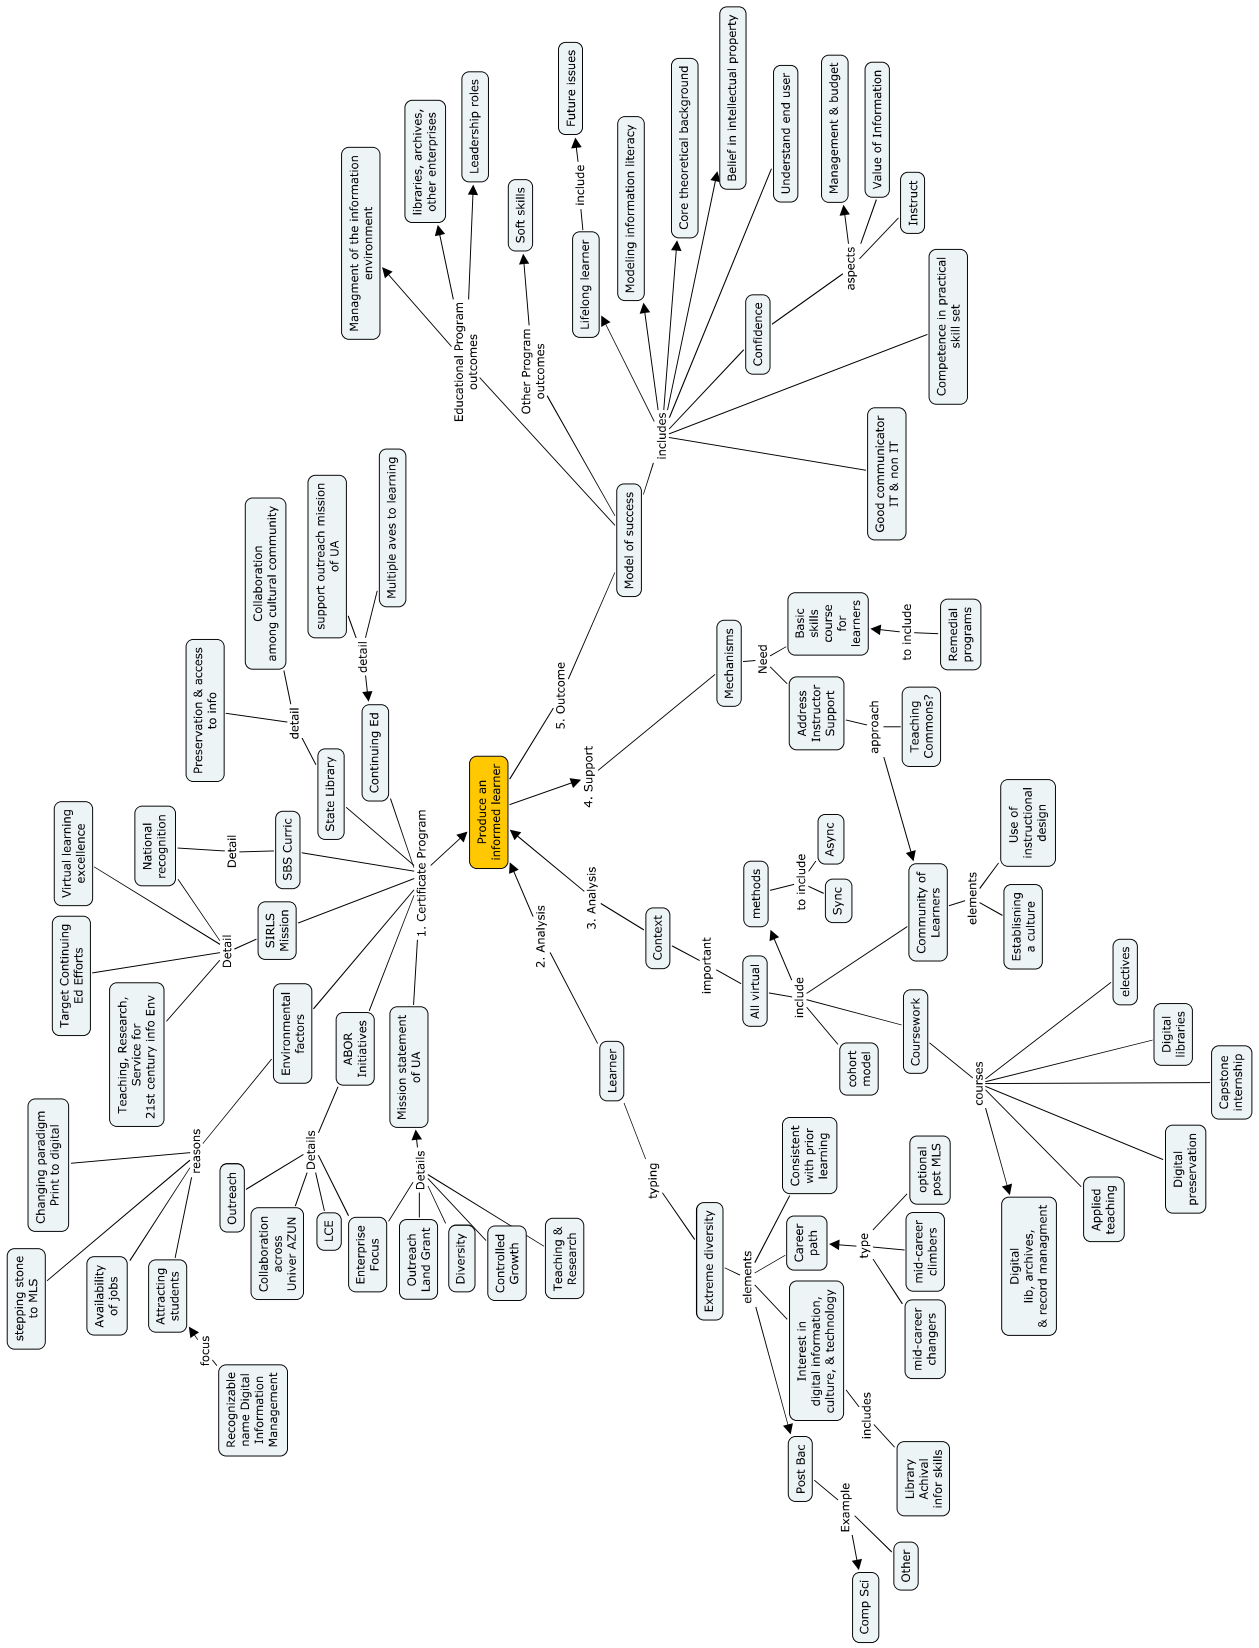 stepping stone
to MLS
Changing paradigm
Print to digital
Target Continuing
Ed Efforts
Virtual learning
excellence
Availability
of jobs
Teaching, Research,
Service for
21st century info Env
National
recognition
Attracting
students
focus
Recognizable
name Digital
Information
Management
reasons
Preservation & access
to info
Outreach
Detail
Detail
Collaboration
across
Univer AZUN
Environmental
factors
SIRLS
Mission
SBS Curric
detail
Collaboration
among cultural community
LCE
Details
State Library
support outreach mission
of UA
Enterprise
Focus
ABOR
Initiatives
Continuing Ed
detail
Managment of the information
environment
Multiple aves to learning
Outreach
Land Grant
Details
Mission statement
of UA
1. Certificate Program
libraries, archives,
other enterprises
Diversity
Educational Program
outcomes
Leadership roles
Controlled
Growth
Produce an
informed learner
Teaching &
Research
2. Analysis
5. Outcome
Other Program
outcomes
Soft skills
3. Analysis
4. Support
Lifelong learner
include
Future issues
Learner
Model of success
Modeling information literacy
typing
Context
includes
Core theoretical background
Extreme diversity
important
Mechanisms
Belief in intellectual property
elements
All virtual
methods
Need
Confidence
Understand end user
Post Bac
Interest in
digital information,
culture, & technology
Career
path
Consistent
with prior
learning
include
to include
Address
Instructor
Support
Basic
skills
course
for
learners
Sync
Async
aspects
Management & budget
Value of Information
Instruct
Example
Comp Sci
Other
includes
Library
Achival
infor skills
type
mid-career
changers
mid-career
climbers
optional
post MLS
cohort
model
Coursework
Community of
Learners
approach
Teaching
Commons?
to include
Remedial
programs
Good communicator
IT & non IT
Competence in practical
skill set
courses
elements
Establisning
a culture
Use of
instructional
design
Digital
lib, archives,
& record managment
Applied
teaching
electives
Digital
preservation
Digital
libraries
Capstone
internship